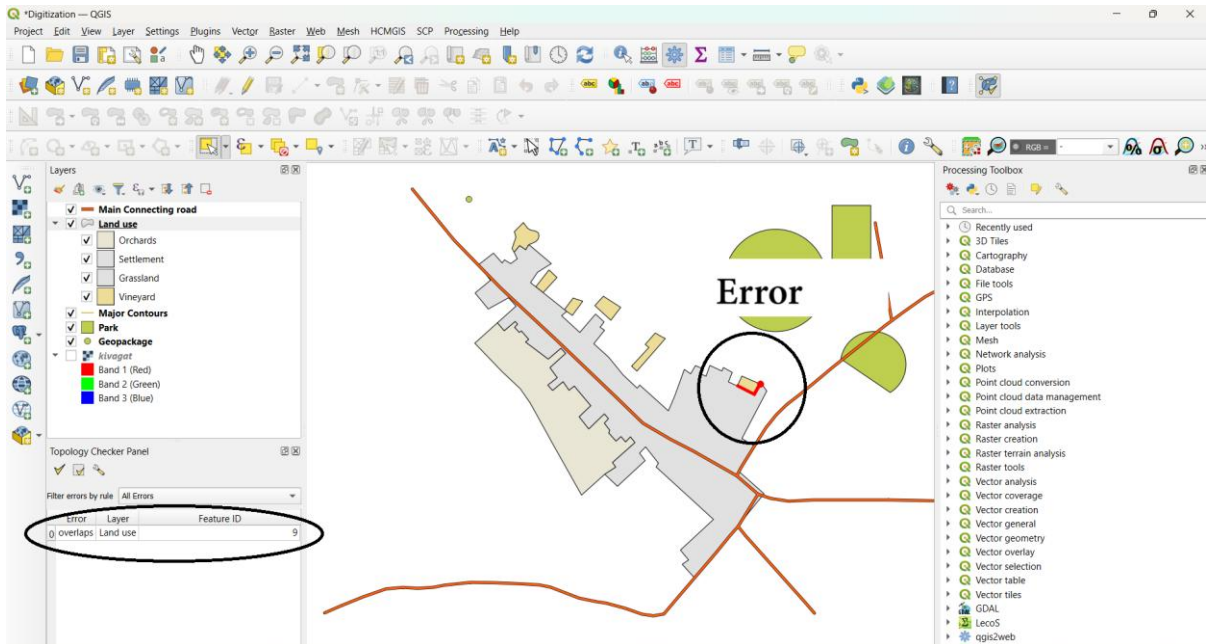 *Digitization — QGIS
Project Edit View Layer Settings Plugins Vector Raster Web Mesh HCMGIS SCP Processing Help
abc
abc
abc
T
RGB =
-
Layers
Main Connecting road
Land use
Orchards
Settlement
Grassland
Vineyard
Major Contours
Park
Geopackage
kivagat
Band 1 (Red)
Band 2 (Green)
Band 3 (Blue)
Topology Checker Panel
Filter errors by rule All Errors
Error Layer Feature ID
0 overlaps Land use 9
Error
Processing Toolbox
Search...
Recently used
3D Tiles
Cartography
Database
File tools
GPS
Interpolation
Layer tools
Mesh
Network analysis
Plots
Point cloud conversion
Point cloud data management
Point cloud extraction
Raster analysis
Raster creation
Raster terrain analysis
Raster tools
Vector analysis
Vector coverage
Vector creation
Vector general
Vector geometry
Vector overlay
Vector selection
Vector table
Vector tiles
GDAL
LecoS
qgis2web